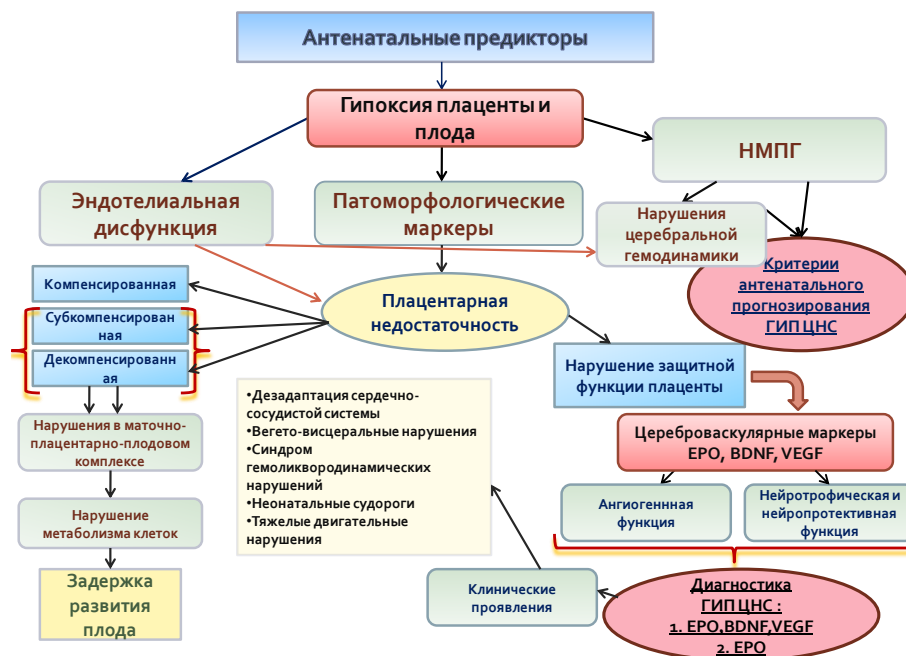 Антенатальные предикторы
Гипоксия плаценты и
плода
НМПГ
Эндотелиальная
дисфункция
Патоморфологические
маркеры
Нарушения
церебральной
гемодинамики
Критерии
антенатального
прогнозирования
ГИП ЦНС
Компенсированная
Субкомпенсирован
ная
Декомпенсированн
ая
Плацентарная
недостаточность
Нарушение защитной
функции плаценты
•Дезадаптация сердечно-
сосудистой системы
•Вегето-висцеральные нарушения
•Синдром
гемоликвородинамических
нарушений
•Неонатальные судороги
•Тяжелые двигательные
нарушения
Нарушения в маточно-
плацентарно-плодовом
комплексе
Цереброваскулярные маркеры
EPO, BDNF, VEGF
Ангиогеннная
функция
Нейротрофическая и
нейропротективная
функция
Нарушение
метаболизма клеток
Задержка
развития
плода
Клинические
проявления
Диагностика
ГИП ЦНС :
1. EPO,BDNF,VEGF
2. EPO